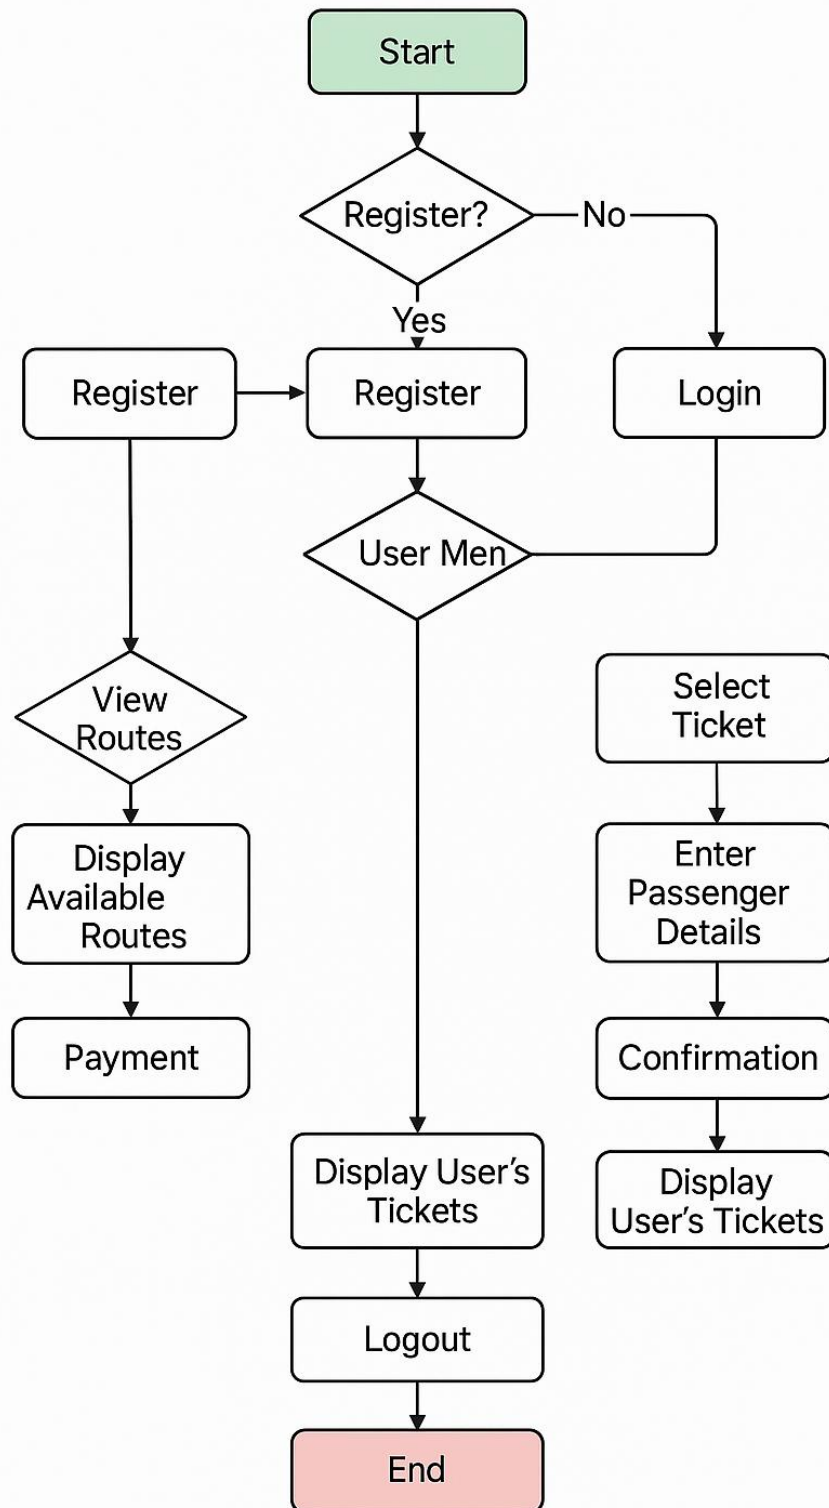 Start
Register?
No
Yes
Register
Register
Login
User Men
View
Routes
Select
Ticket
Display
Available
Routes
Enter
Passenger
Details
Payment
Confirmation
Display User’s
Tickets
Display
User’s Tickets
Logout
End